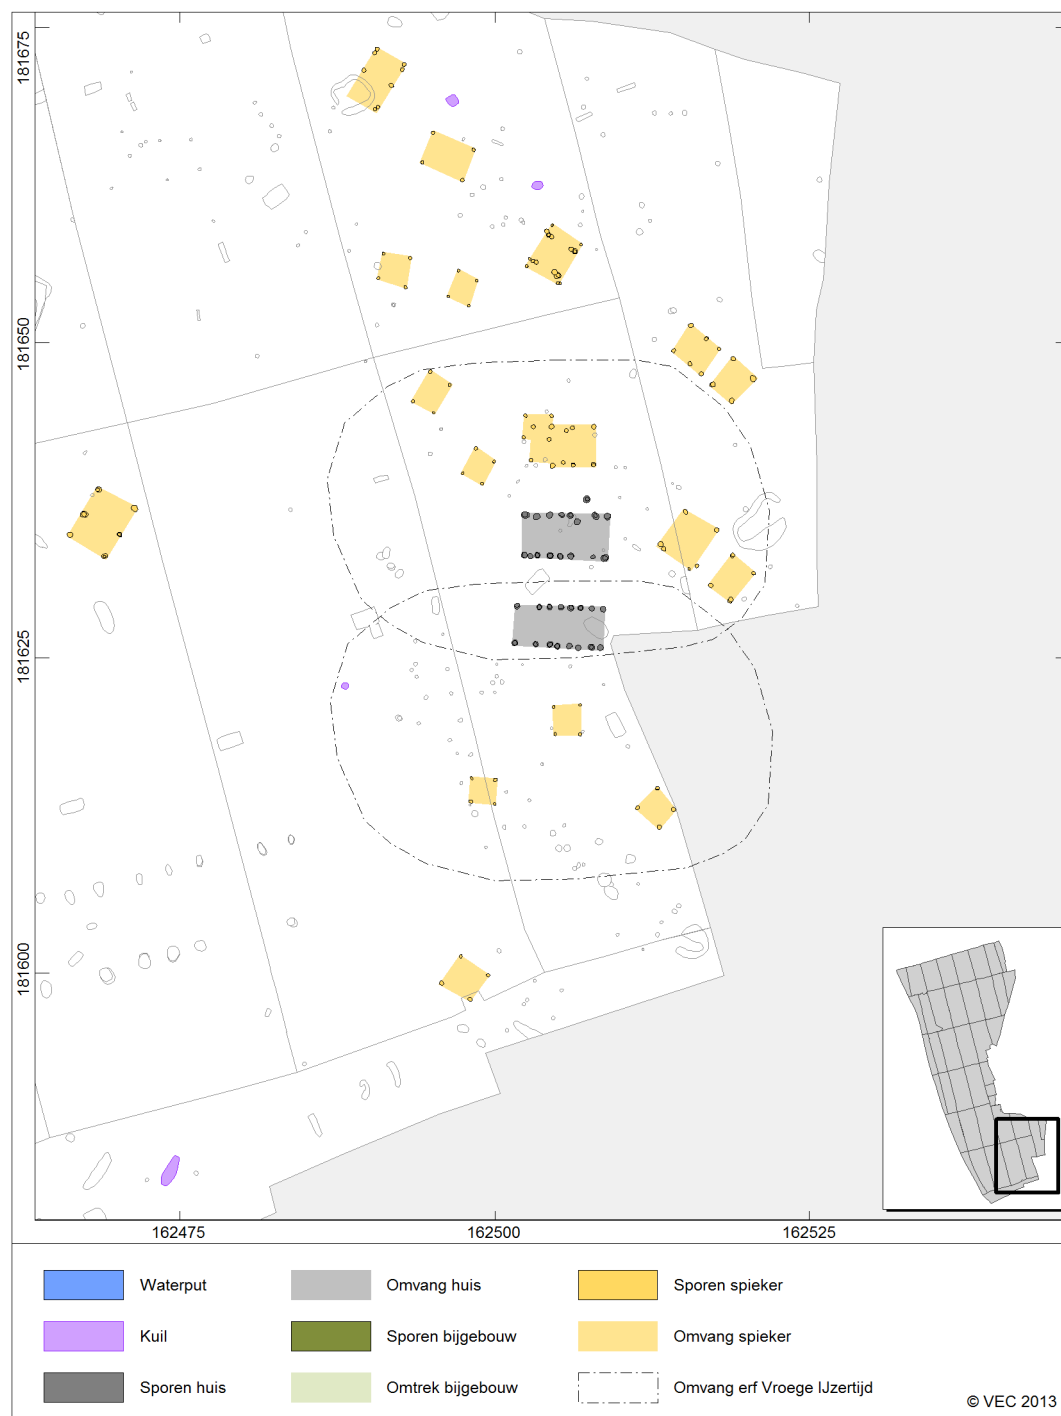 181675
181650
181625
181600
162475
162500
162525
Waterput
Omvang huis
Sporen spieker
Kuil
Sporen bijgebouw
Omvang spieker
Sporen huis
Omtrek bijgebouw
Omvang erf Vroege IJzertijd
© VEC 2013